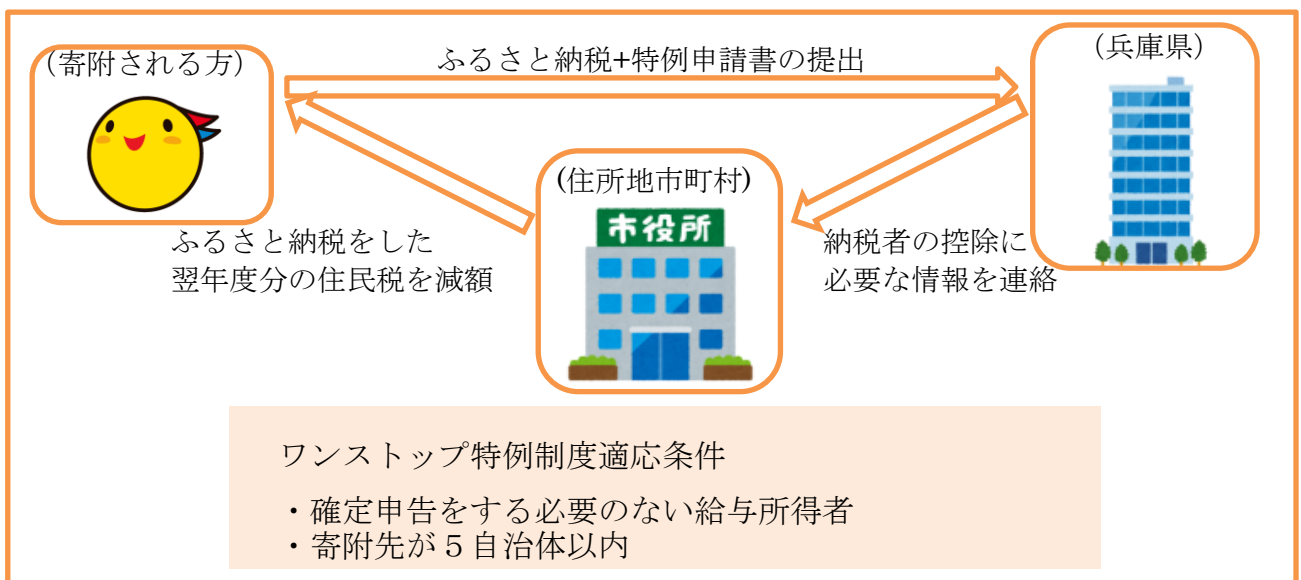 （寄附される方）
ふるさと納税+特例申請書の提出
（兵庫県）
(住所地市町村)
市役所
ふるさと納税をした
翌年度分の住民税を減額
納税者の控除に
必要な情報を連絡
ワンストップ特例制度適応条件
・確定申告をする必要のない給与所得者
・寄附先が５自治体以内